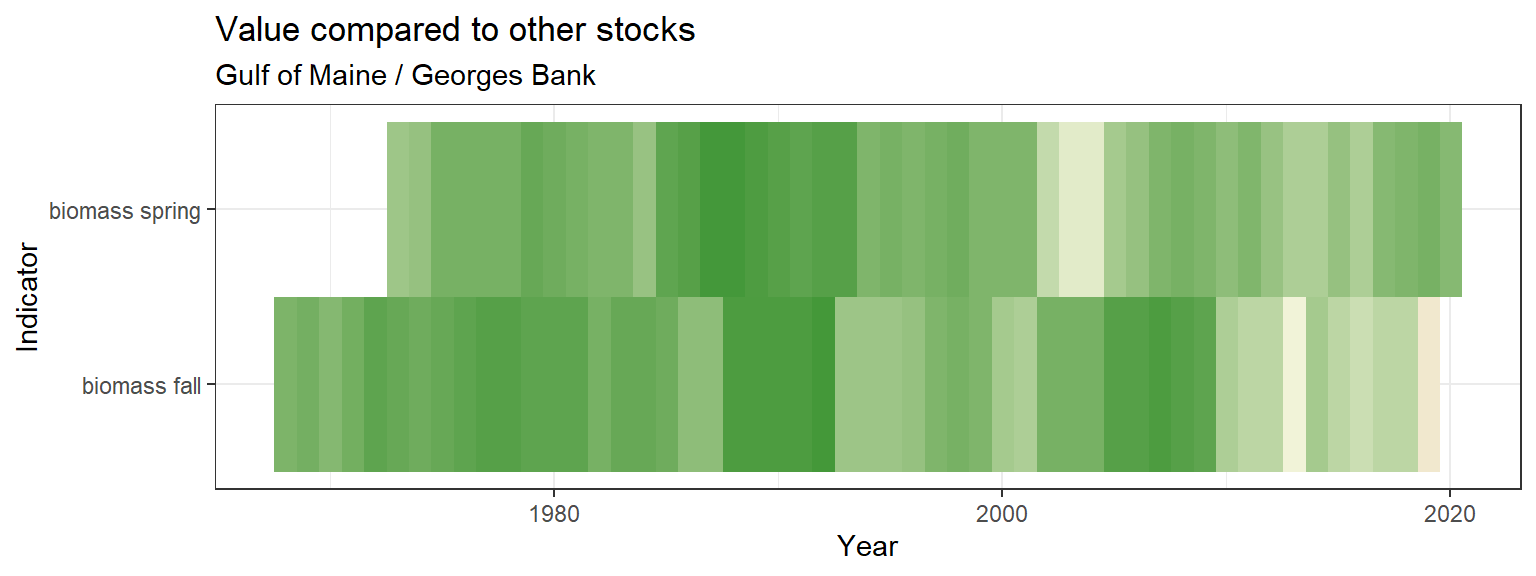 Value compared to other stocks
Gulf of Maine / Georges Bank
Indicator
biomass spring
biomass fall
1980
2000
2020
Year